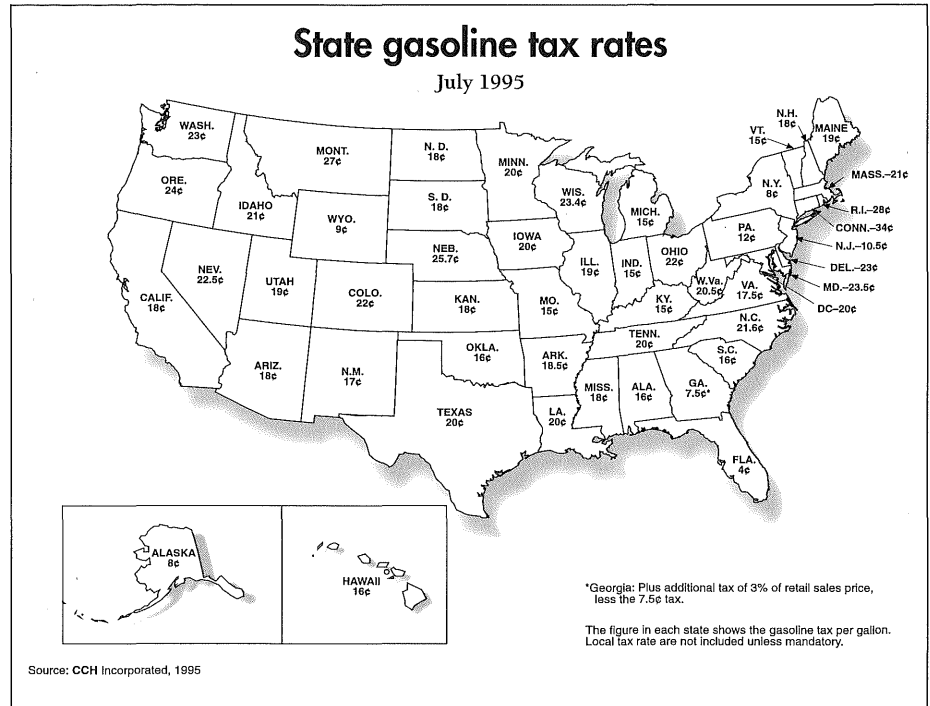 State gasoline tax rates
July 1995
WASH.
23¢
ORE.
24¢
CALIF.
18¢
NEV.
22.5¢
IDAHO
21¢
MONT.
27¢
WYO.
9¢
UTAH
19¢
COLO.
22¢
ARIZ.
18¢
N.M.
17¢
N. D.
18¢
S. D.
18¢
NEB.
25.7¢
KAN.
18¢
OKLA.
16¢
TEXAS
20¢
MINN.
20¢
IOWA
20¢
MO.
15¢
ARK.
18.5¢
LA.
20¢
WIS.
23.4¢
ILL.
19¢
MICH.
15¢
IND.
15¢
OHIO
22¢
KY.
15¢
TENN.
20¢
MISS.
18¢
ALA.
16¢
GA.
7.5¢*
FLA.
4¢
S.C.
16¢
N.C.
21.6¢
VA.
17.5¢
W.Va.
20.5¢
PA.
12¢
N.Y.
8¢
VT.
15¢
N.H.
18¢
MAINE
19¢
MASS.–21¢
R.I.–28¢
CONN.–34¢
N.J.–10.5¢
DEL.–23¢
MD.–23.5¢
DC–20¢
ALASKA
8¢
HAWAII
16¢
*Georgia: Plus additional tax of 3% of retail sales price,
less the 7.5¢ tax.
The figure in each state shows the gasoline tax per gallon.
Local tax rate are not included unless mandatory.
Source: CCH Incorporated, 1995